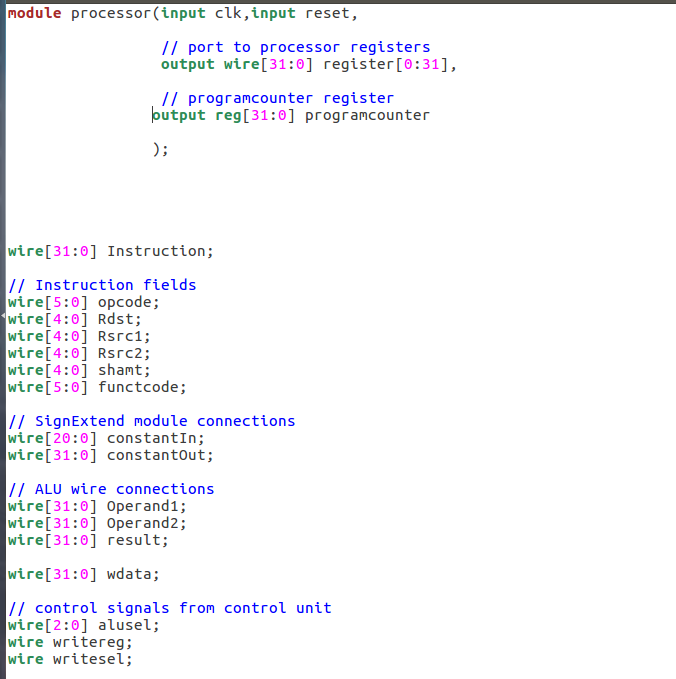 module processor(input clk,input reset,
// port to processor registers
output wire[31:0] register[0:31],
// programcounter register
output reg[31:0] programcounter
);
wire[31:0] Instruction;
// Instruction fields
wire[5:0] opcode;
wire[4:0] Rdst;
wire[4:0] Rsrc1;
wire[4:0] Rsrc2;
wire[4:0] shamt;
wire[5:0] functcode;
// SignExtend module connections
wire[20:0] constantIn;
wire[31:0] constantOut;
// ALU wire connections
wire[31:0] Operand1;
wire[31:0] Operand2;
wire[31:0] result;
wire[31:0] wdata;
// control signals from control unit
wire[2:0] alusel;
wire writereg;
wire writesel;